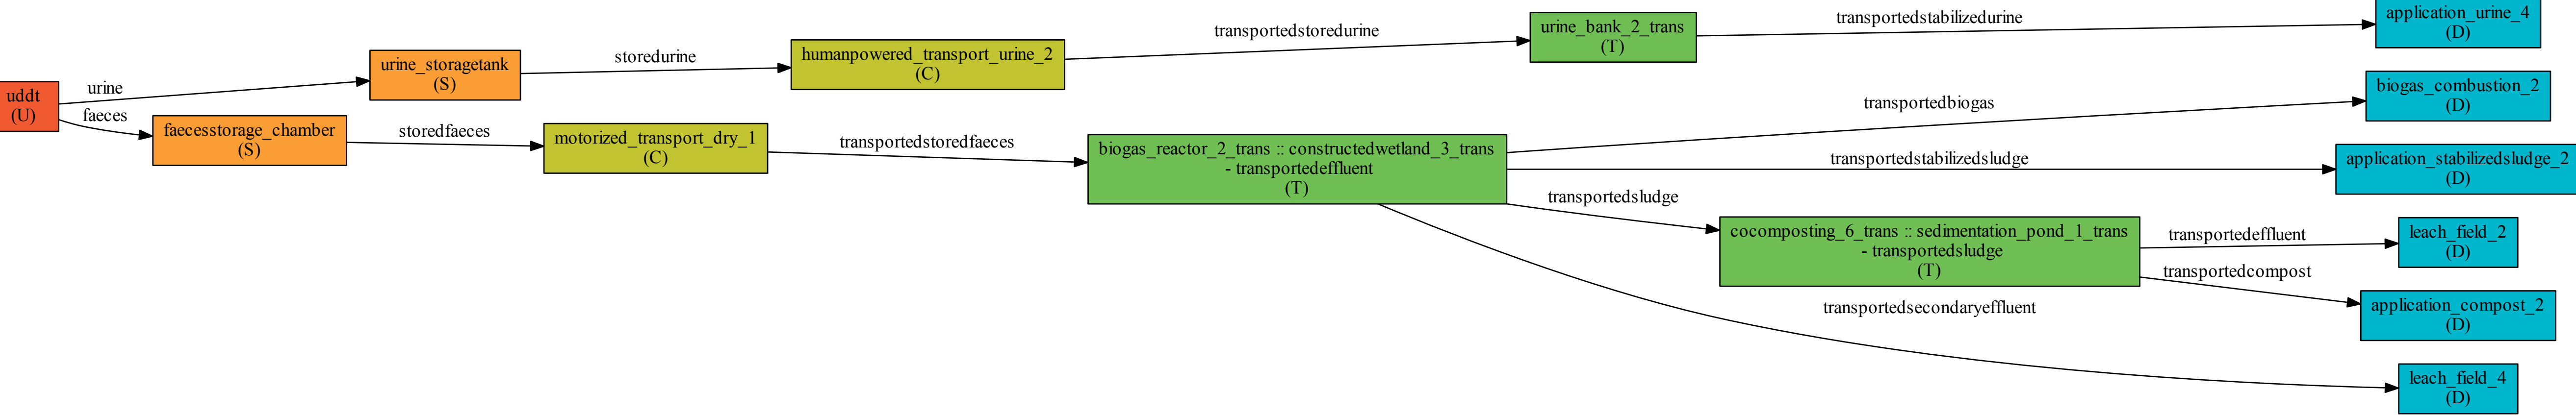 uddt
(U)
urine
faeces
urine_storagetank
(S)
faecesstorage_chamber
(S)
storedurine
storedfaeces
humanpowered_transport_urine_2
(C)
motorized_transport_dry_1
(C)
transportedstoredurine
transportedstoredfaeces
urine_bank_2_trans
(T)
biogas_reactor_2_trans :: constructedwetland_3_trans
- transportedeffluent
(T)
transportedstabilizedurine
transportedbiogas
transportedstabilizedsludge
transportedsludge
cocomposting_6_trans :: sedimentation_pond_1_trans
- transportedsludge
(T)
transportedsecondaryeffluent
transportedeffluent
transportedcompost
application_urine_4
(D)
biogas_combustion_2
(D)
application_stabilizedsludge_2
(D)
leach_field_2
(D)
application_compost_2
(D)
leach_field_4
(D)